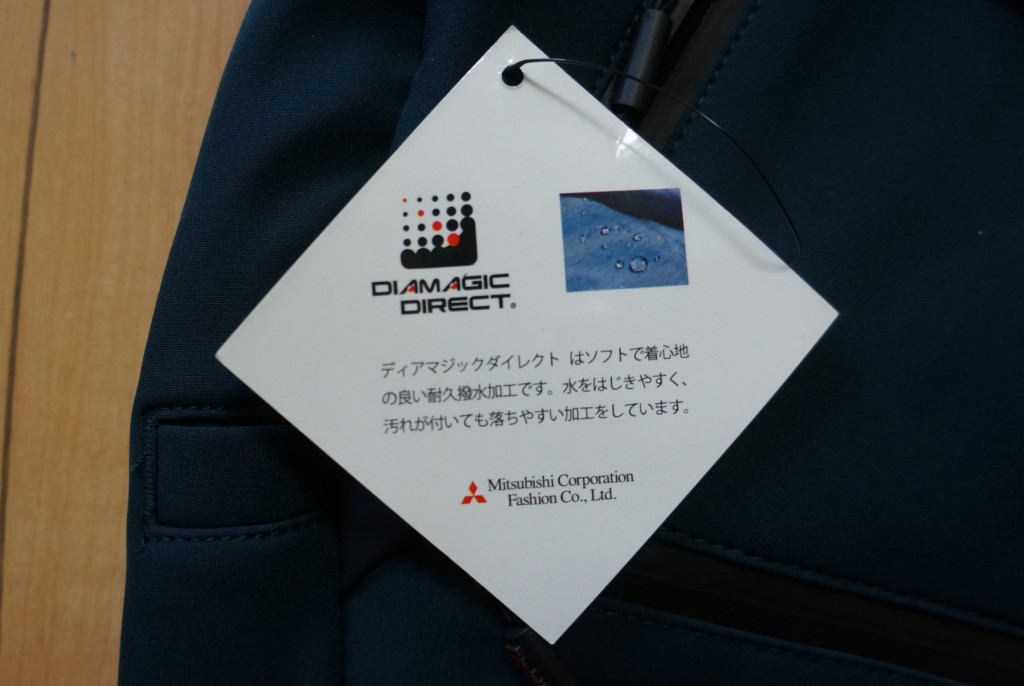 DIAMAGIC
DIRECT®
ディアマジックダイレクト はソフトで着心地
の良い耐久撥水加工です。水をはじきやすく、
汚れが付いても落ちやすい加工をしています。
Mitsubishi Corporation
Fashion Co., Ltd.